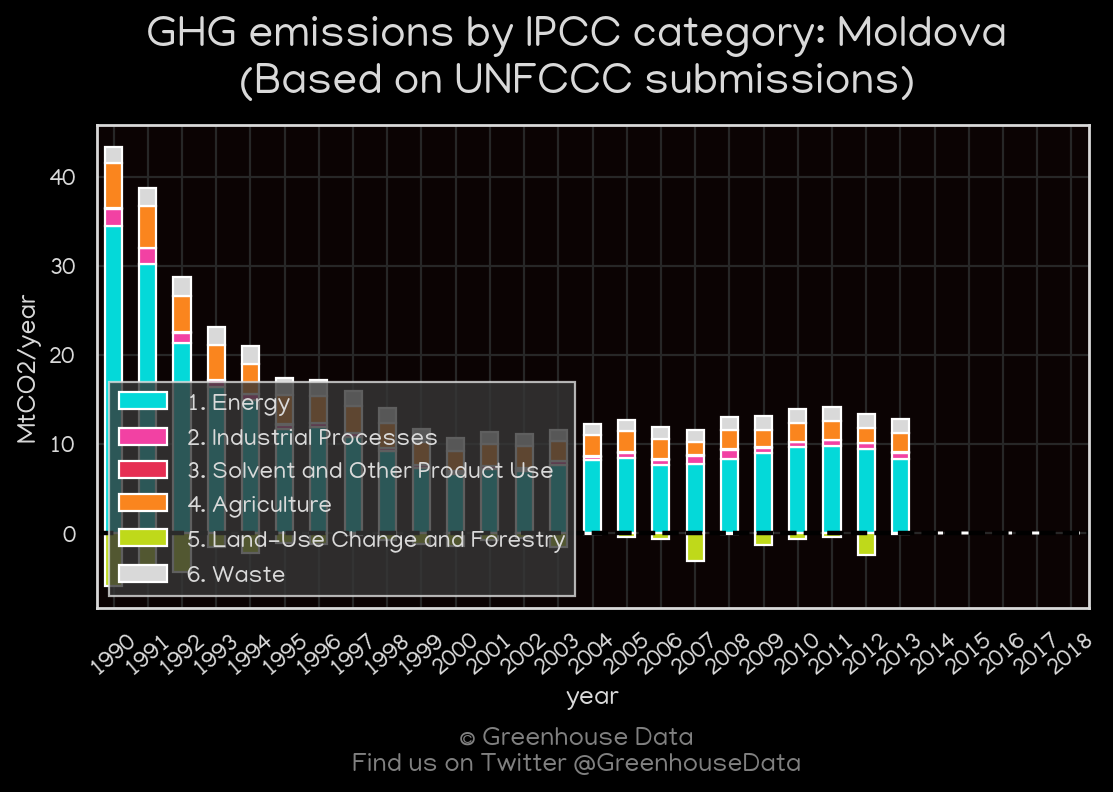 GHG emissions by IPCC category: Moldova
(Based on UNFCCC submissions)
MtCO2/year
40
30
20
10
0
1. Energy
2. Industrial Processes
3. Solvent and Other Product Use
4. Agriculture
5. Land-Use Change and Forestry
6. Waste
1990 1991 1992 1993 1994 1995 1996 1997 1998 1999 2000 2001 2002 2003 2004 2005 2006 2007 2008 2009 2010 2011 2012 2013 2014 2015 2016 2017 2018
year
© Greenhouse Data
Find us on Twitter @GreenhouseData